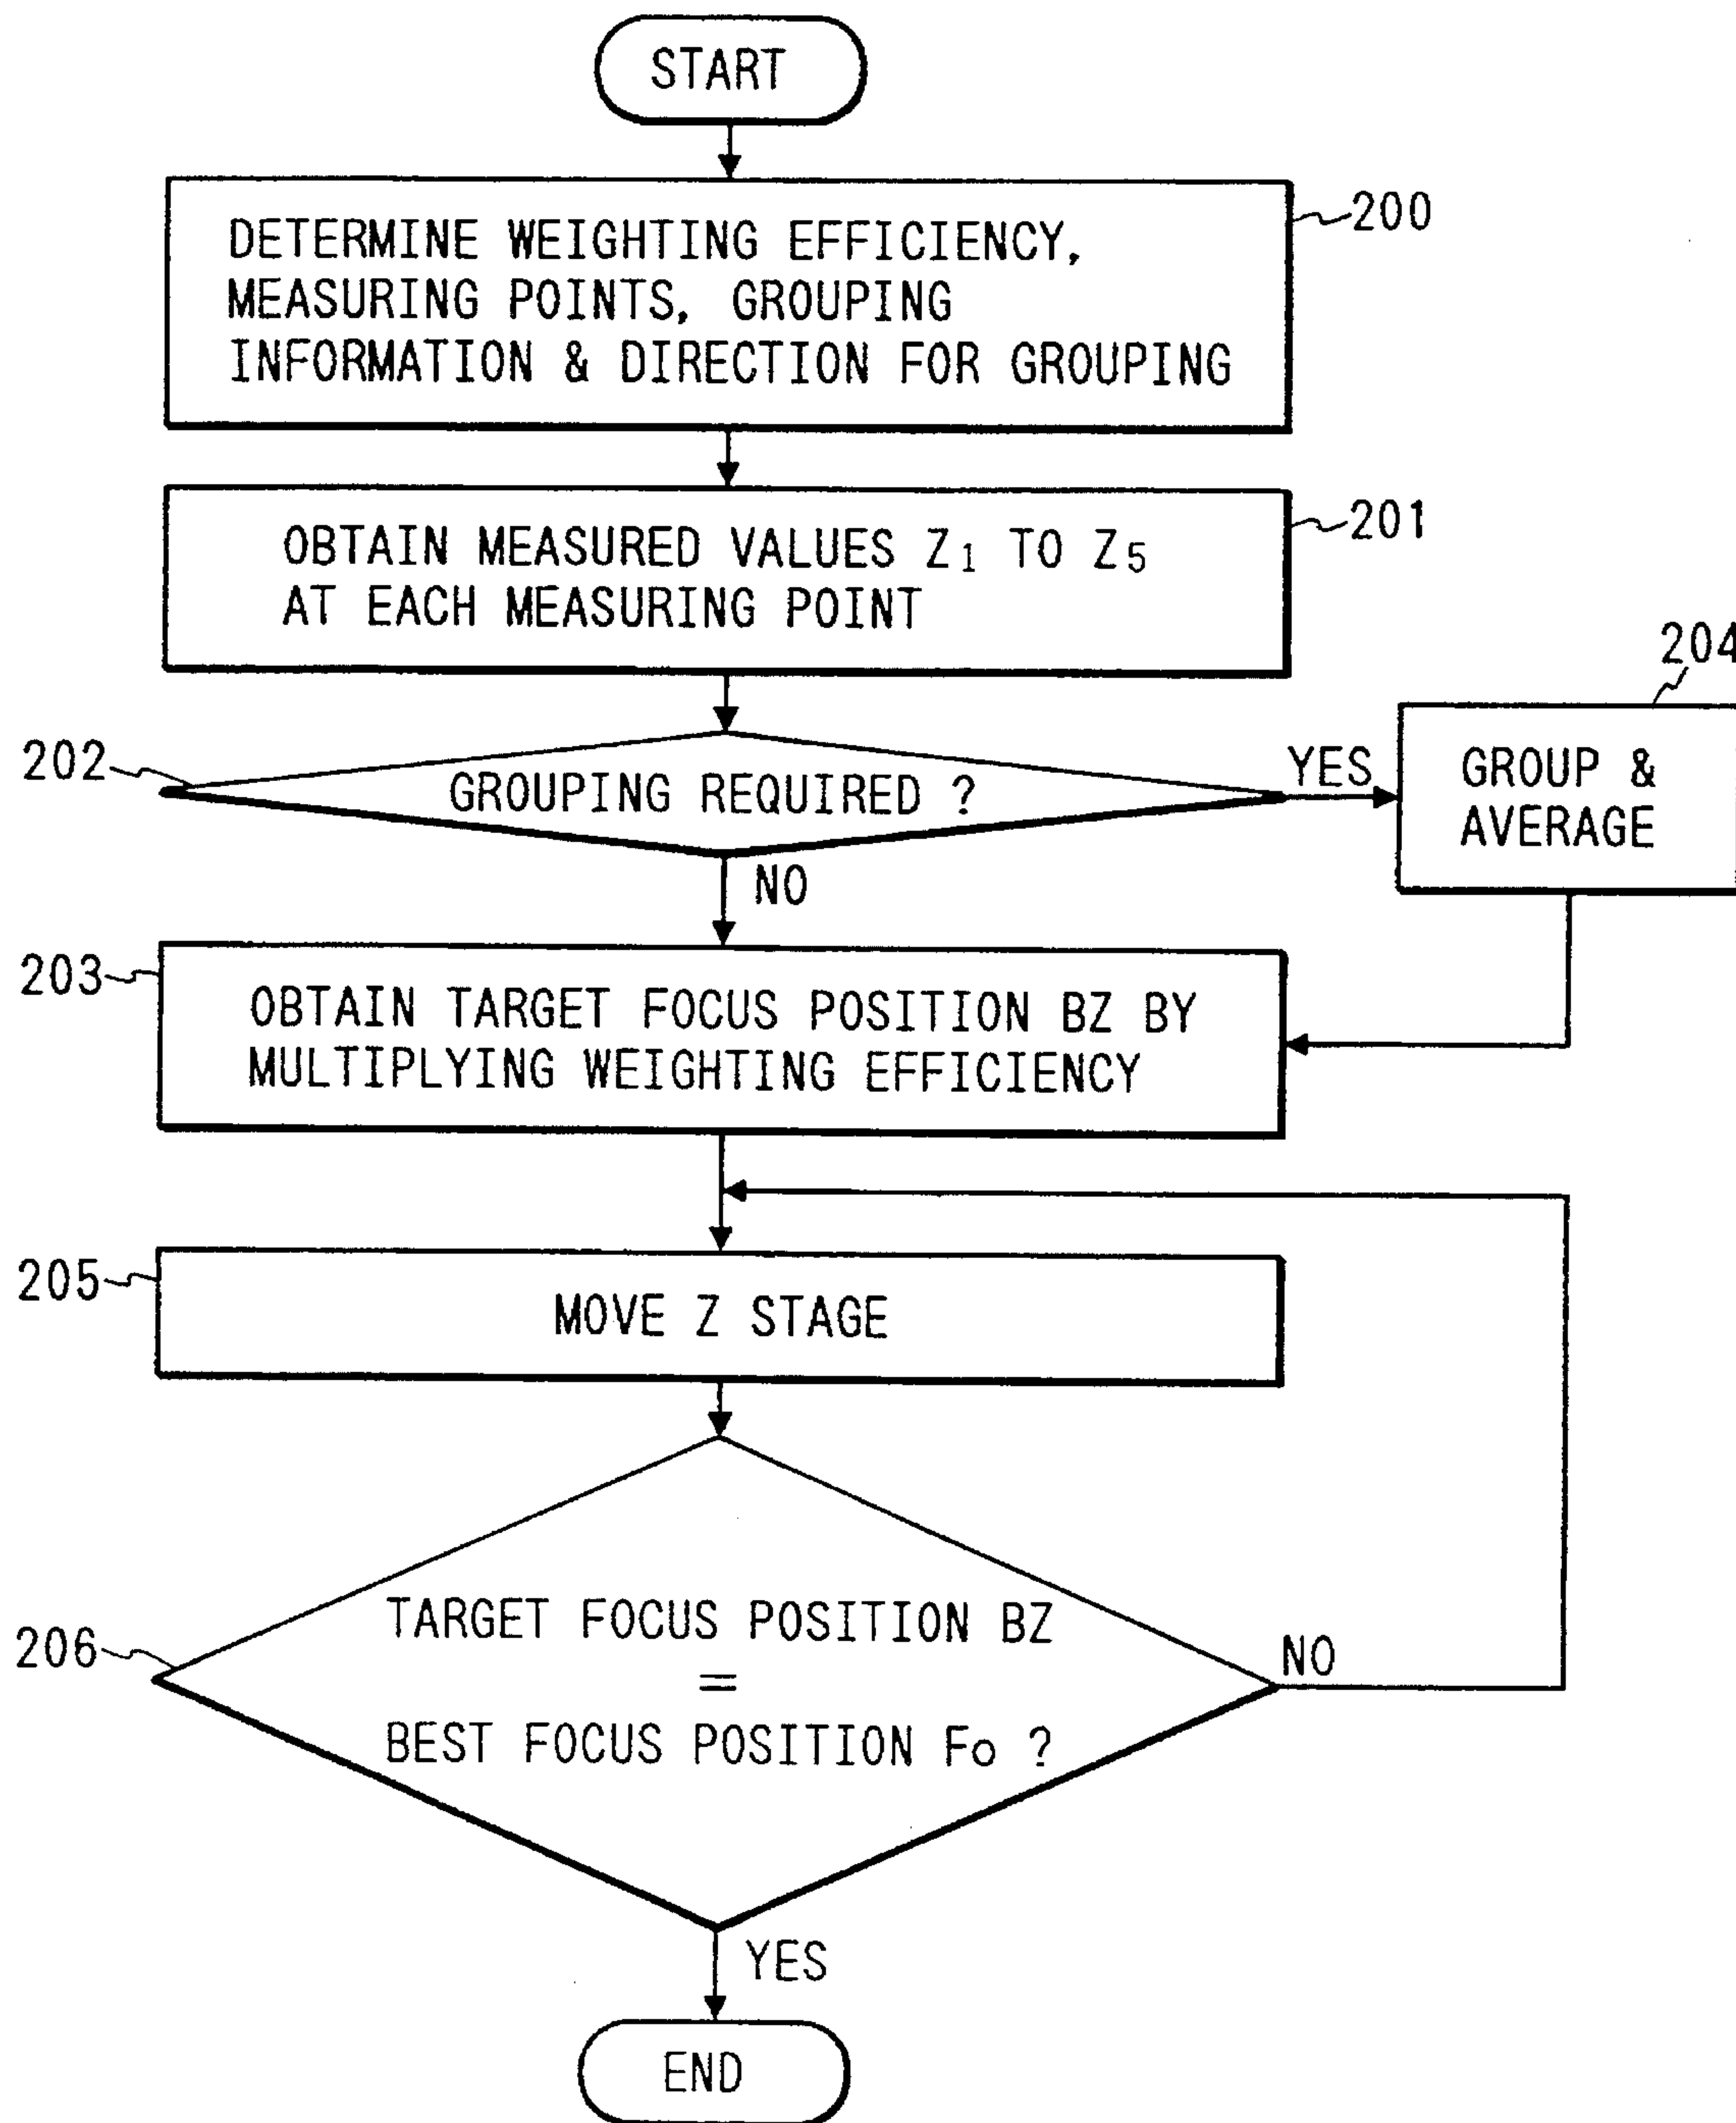 START
200
DETERMINE WEIGHTING EFFICIENCY,
MEASURING POINTS, GROUPING
INFORMATION & DIRECTION FOR GROUPING
201
OBTAIN MEASURED VALUES Z1 TO Z5
AT EACH MEASURING POINT
204
202
GROUPING REQUIRED ?
YES
GROUP &
AVERAGE
NO
203
OBTAIN TARGET FOCUS POSITION BZ BY
MULTIPLYING WEIGHTING EFFICIENCY
205
MOVE Z STAGE
206
TARGET FOCUS POSITION BZ
=
BEST FOCUS POSITION Fo ?
NO
YES
END